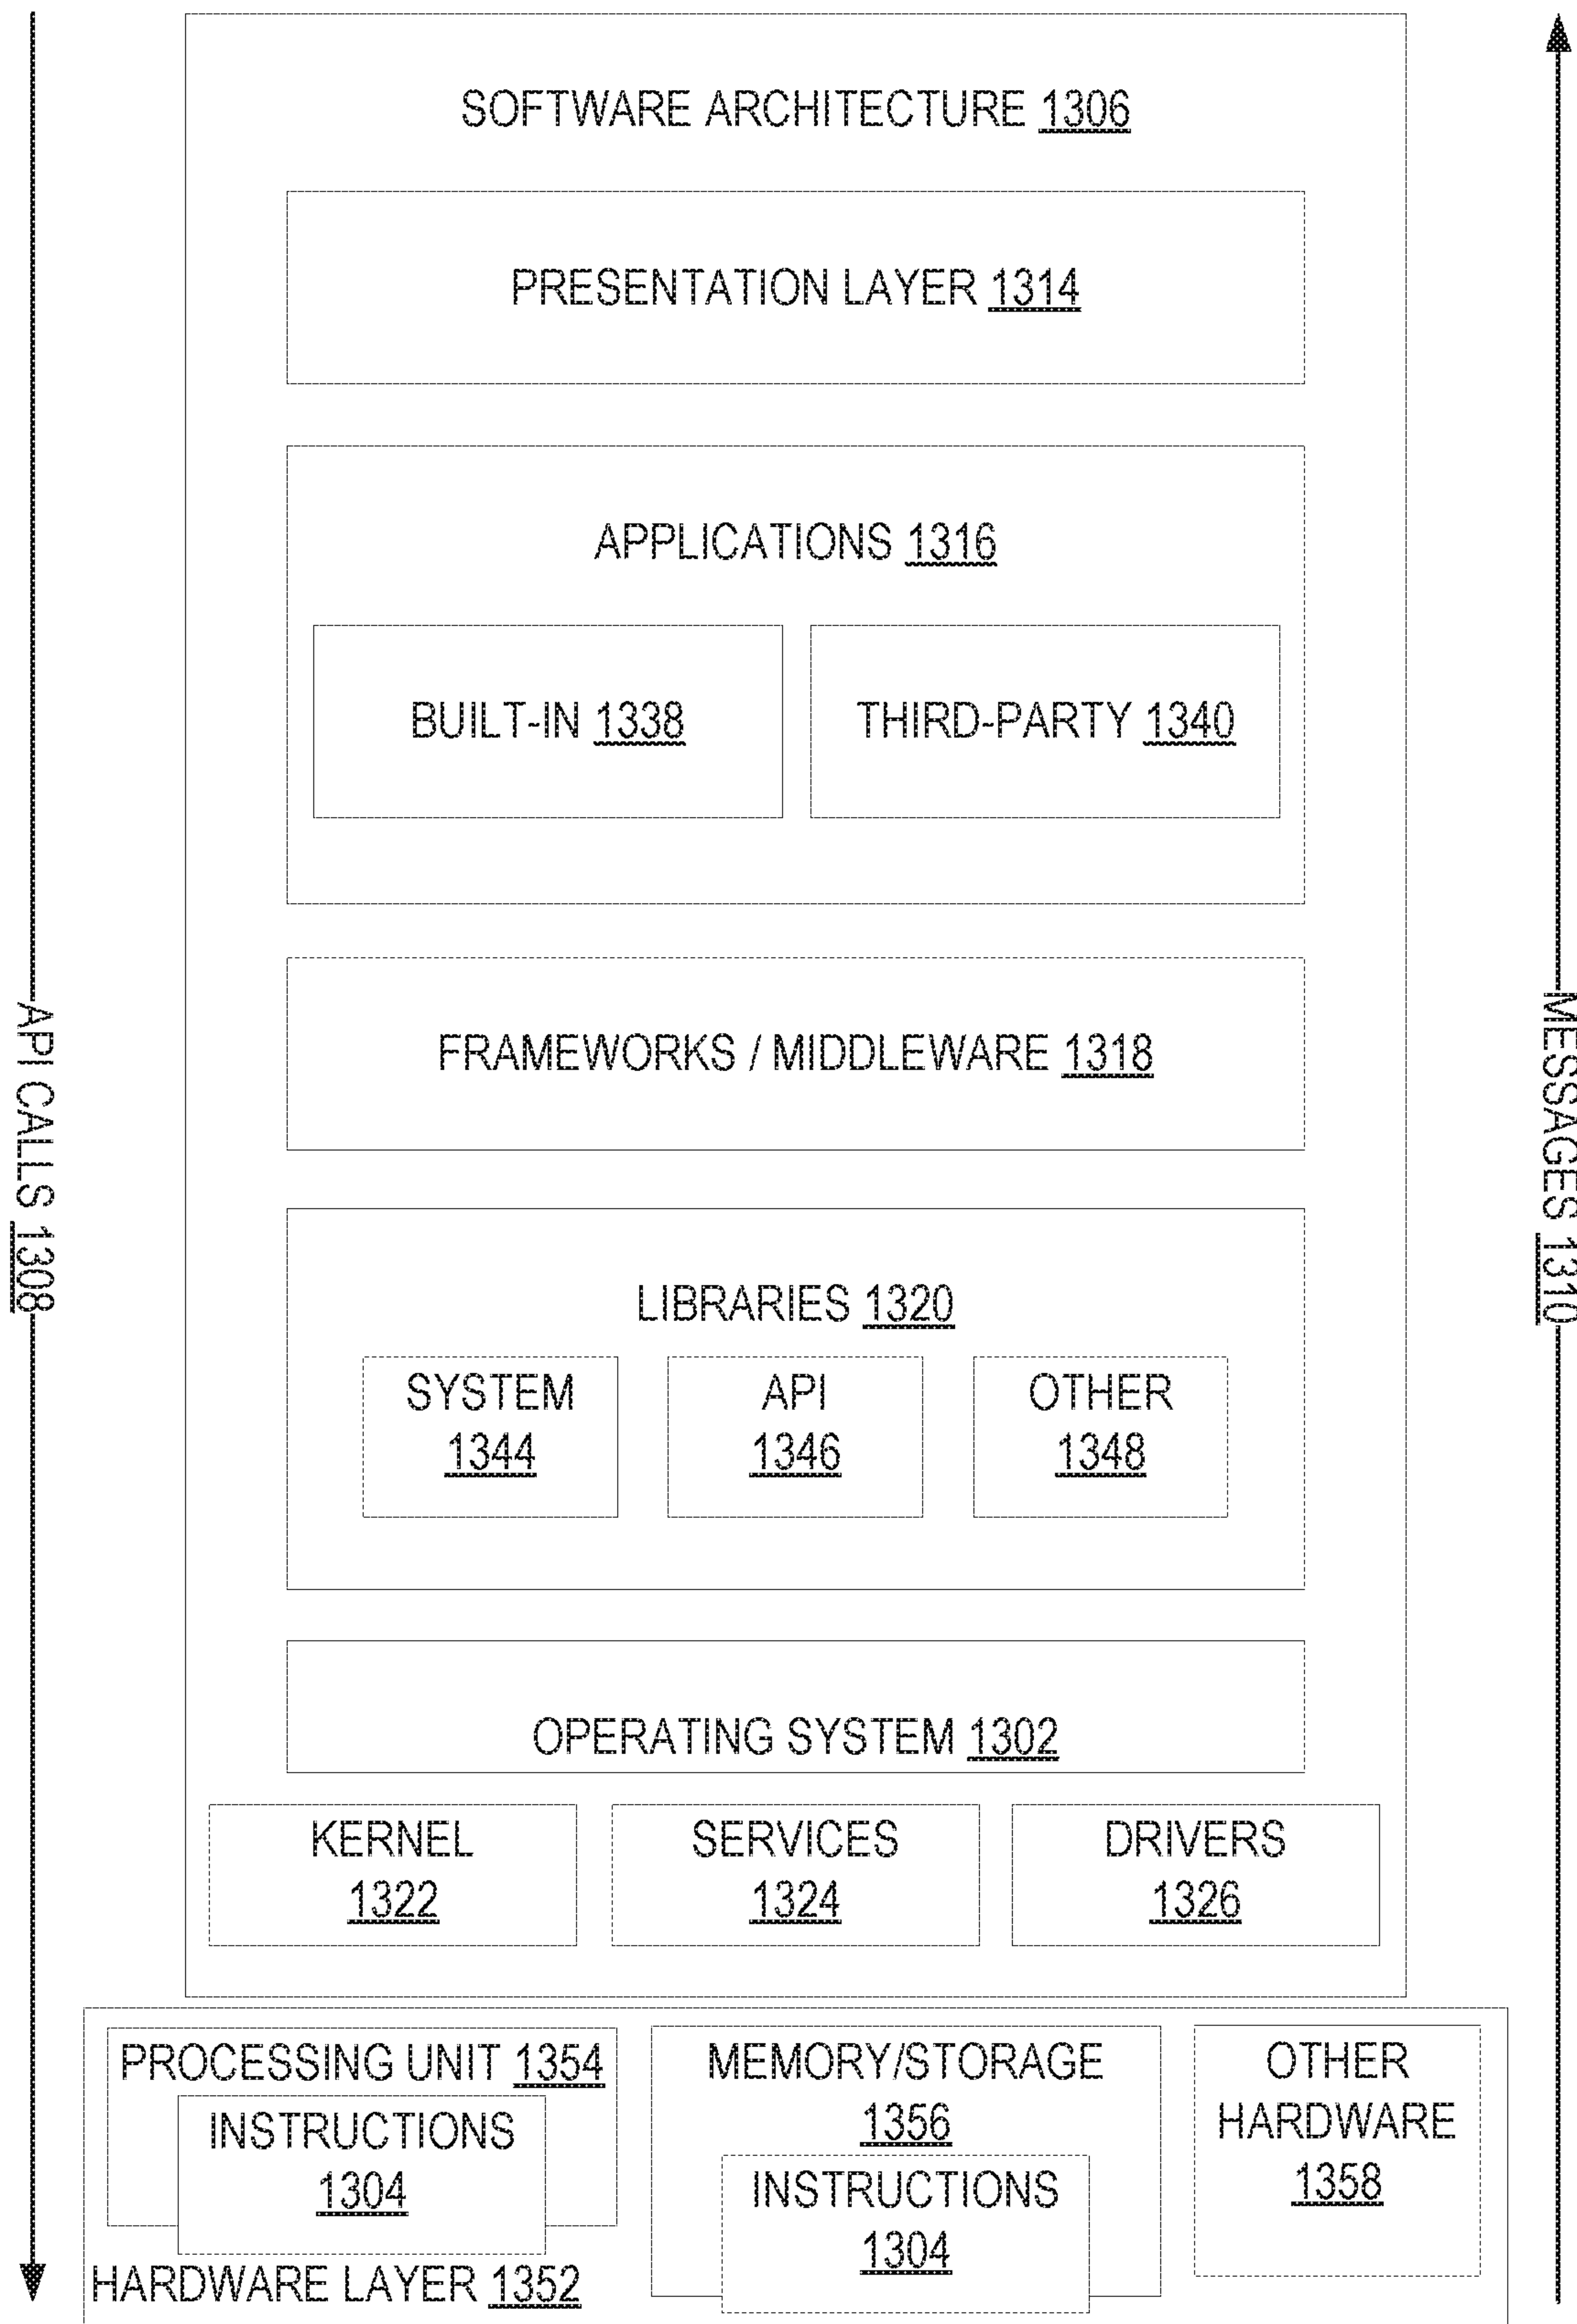 SOFTWARE ARCHITECTURE 1306
PRESENTATION LAYER 1314
APPLICATIONS 1316
BUILT-IN 1338
THIRD-PARTY 1340
FRAMEWORKS / MIDDLEWARE 1318
API CALLS 1308
MESSAGES 1310
LIBRARIES 1320
SYSTEM
1344
API
1346
OTHER
1348
OPERATING SYSTEM 1302
KERNEL
1322
SERVICES
1324
DRIVERS
1326
PROCESSING UNIT 1354
INSTRUCTIONS
1304
MEMORY/STORAGE
1356
INSTRUCTIONS
1304
OTHER
HARDWARE
1358
HARDWARE LAYER 1352